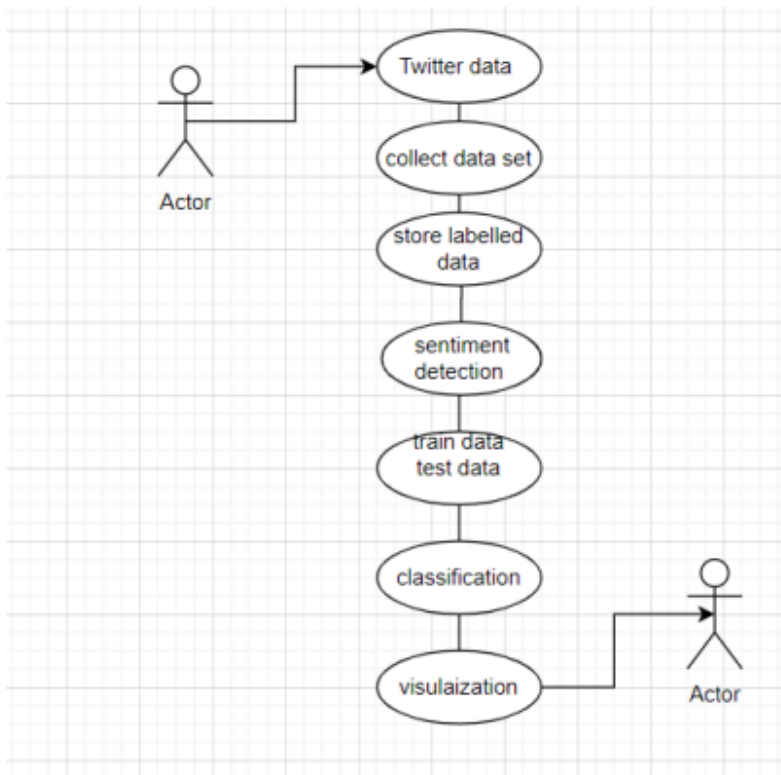 Twitter data
Actor
collect data set
store labelled
data
sentiment
detection
train data
test data
classification
visulaization
Actor